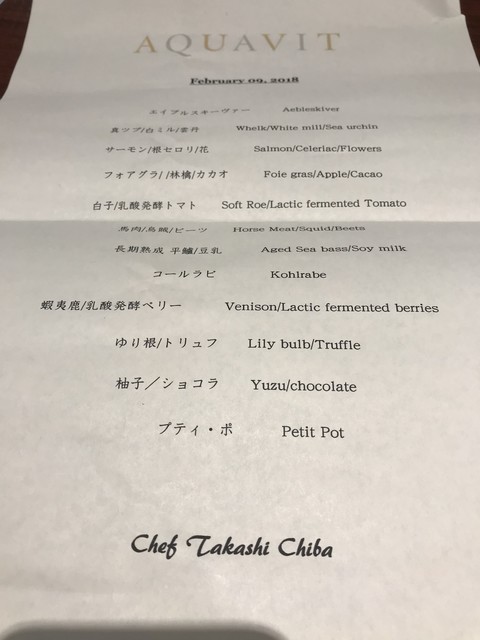 AQUAVIT
February 09, 2018
エイブルスキーヴァー Aebleskiver
真ツブ/白ミル/雲丹 Whelk/White mill/Sea urchin
サーモン/根セロリ/花 Salmon/Celeriac/Flowers
フォアグラ/ /林檎/カカオ Foie gras/Apple/Cacao
白子/乳酸発酵トマト Soft Roe/Lactic fermented Tomato
馬肉/烏賊/ビーツ Horse Meat/Squid/Beets
長期熟成 平鱸/豆乳 Aged Sea bass/Soy milk
コールラビ Kohlrabe
蝦夷鹿/乳酸発酵ベリー Venison/Lactic fermented berries
ゆり根/トリュフ Lily bulb/Truffle
柚子／ショコラ Yuzu/chocolate
プティ・ポ Petit Pot
Chef Takashi Chiba